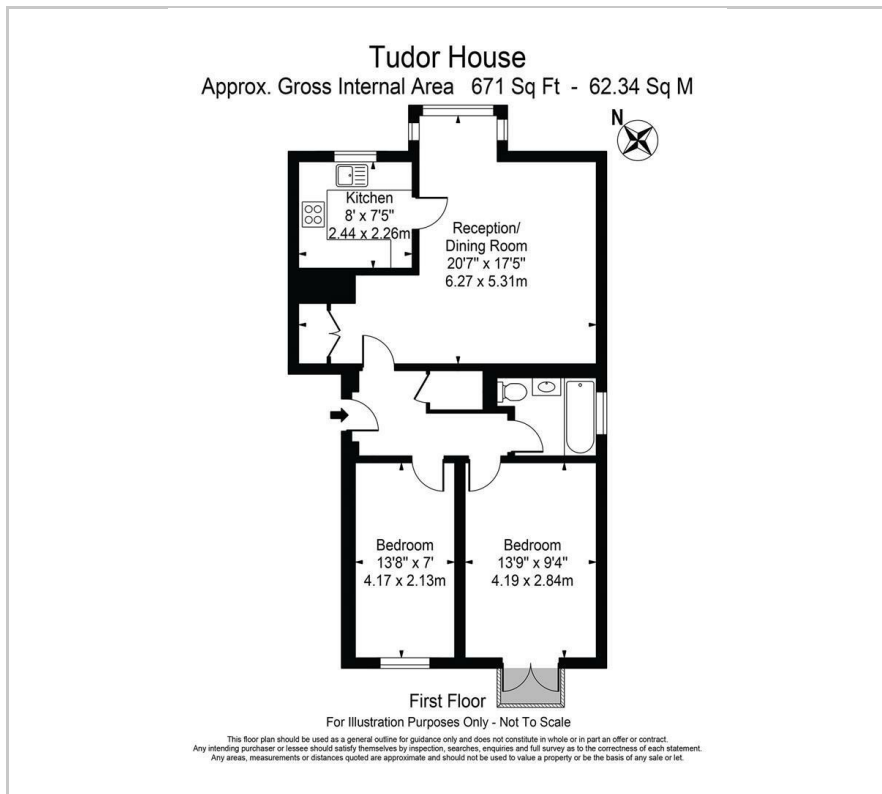 Tudor House
Approx. Gross Internal Area 671 Sq Ft - 62.34 Sq M
N
Kitchen
8' x 7'5"
2.44 x 2.26m
Reception/
Dining Room
20'7" x 17'5"
6.27 x 5.31m
Bedroom
13'8" x 7'
4.17 x 2.13m
Bedroom
13'9" x 9'4"
4.19 x 2.84m
First Floor
For Illustration Purposes Only - Not To Scale
This floor plan should be used as a general outline for guidance only and does not constitute in whole or in part an offer or contract.
Any intending purchaser or lessee should satisfy themselves by inspection, searches, enquiries and full survey as to the correctness of each statement.
Any areas, measurements or distances quoted are approximate and should not be used to value a property or be the basis of any sale or let.